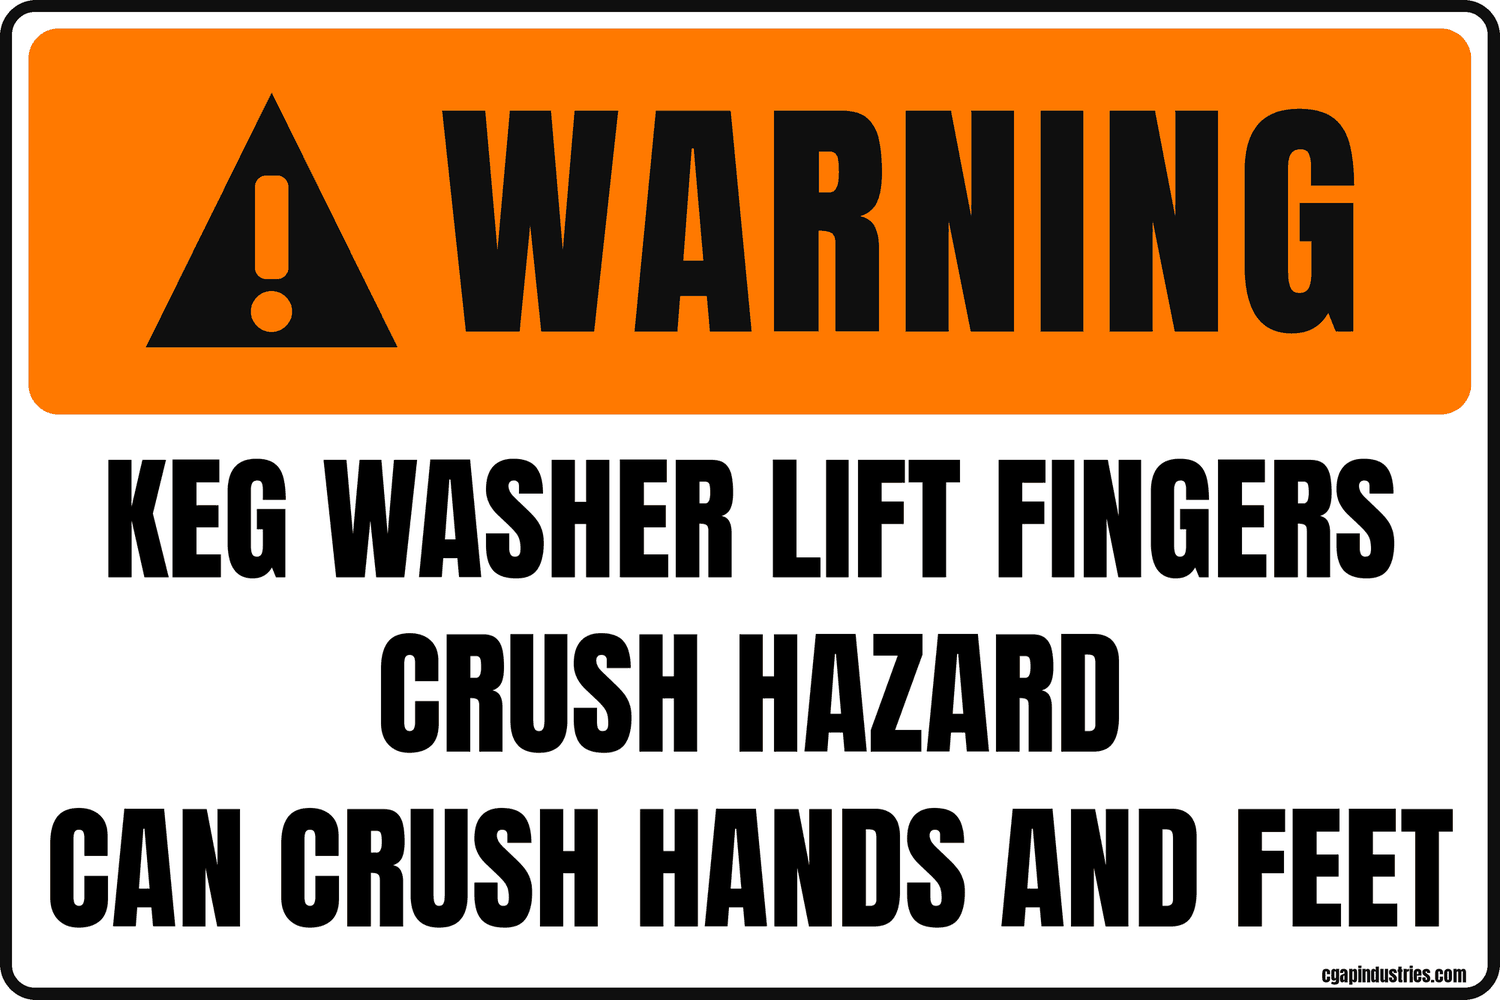 WARNING
KEG WASHER LIFT FINGERS
CRUSH HAZARD
CAN CRUSH HANDS AND FEET
cgapindustries.com